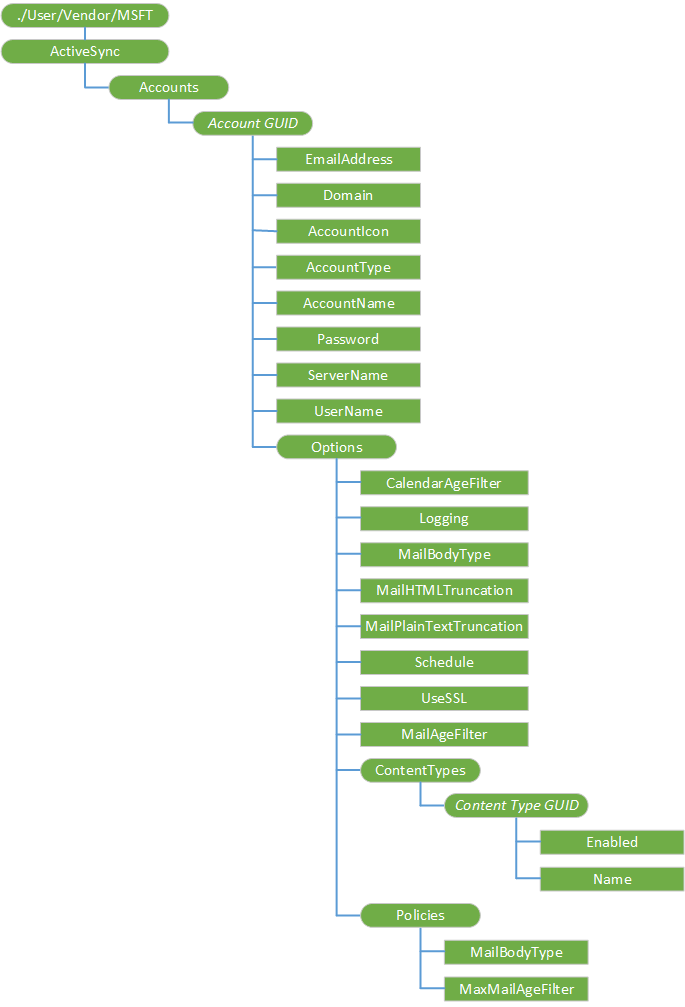 ./User/Vendor/MSFT
ActiveSync
Accounts
Account GUID
EmailAddress
Domain
AccountIcon
AccountType
AccountName
Password
ServerName
UserName
Options
CalendarAgeFilter
Logging
MailBodyType
MailHTMLTruncation
MailPlainTextTruncation
Schedule
UseSSL
MailAgeFilter
ContentTypes
Content Type GUID
Enabled
Name
Policies
MailBodyType
MaxMailAgeFilter